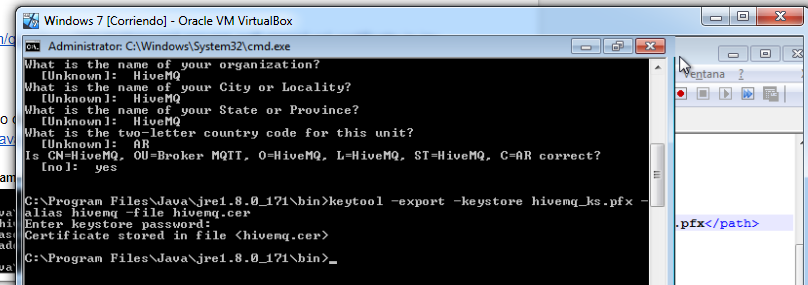 Windows 7 [Corriendo] - Oracle VM VirtualBox
Administrator: C:\Windows\System32\cmd.exe
What is the name of your organization?
[Unknown]: HiveMQ
What is the name of your City or Locality?
[Unknown]: HiveMQ
What is the name of your State or Province?
[Unknown]: HiveMQ
What is the two-letter country code for this unit?
[Unknown]: AR
Is CN=HiveMQ, OU=Broker MQTT, O=HiveMQ, L=HiveMQ, ST=HiveMQ, C=AR correct?
[no]: yes
C:\Program Files\Java\jre1.8.0_171\bin>keytool -export -keystore hivemq_ks.pfx -
alias hivemq -file hivemq.cer
Enter keystore password:
Certificate stored in file <hivemq.cer>
C:\Program Files\Java\jre1.8.0_171\bin>_
Ventana ?
.pfx</path>